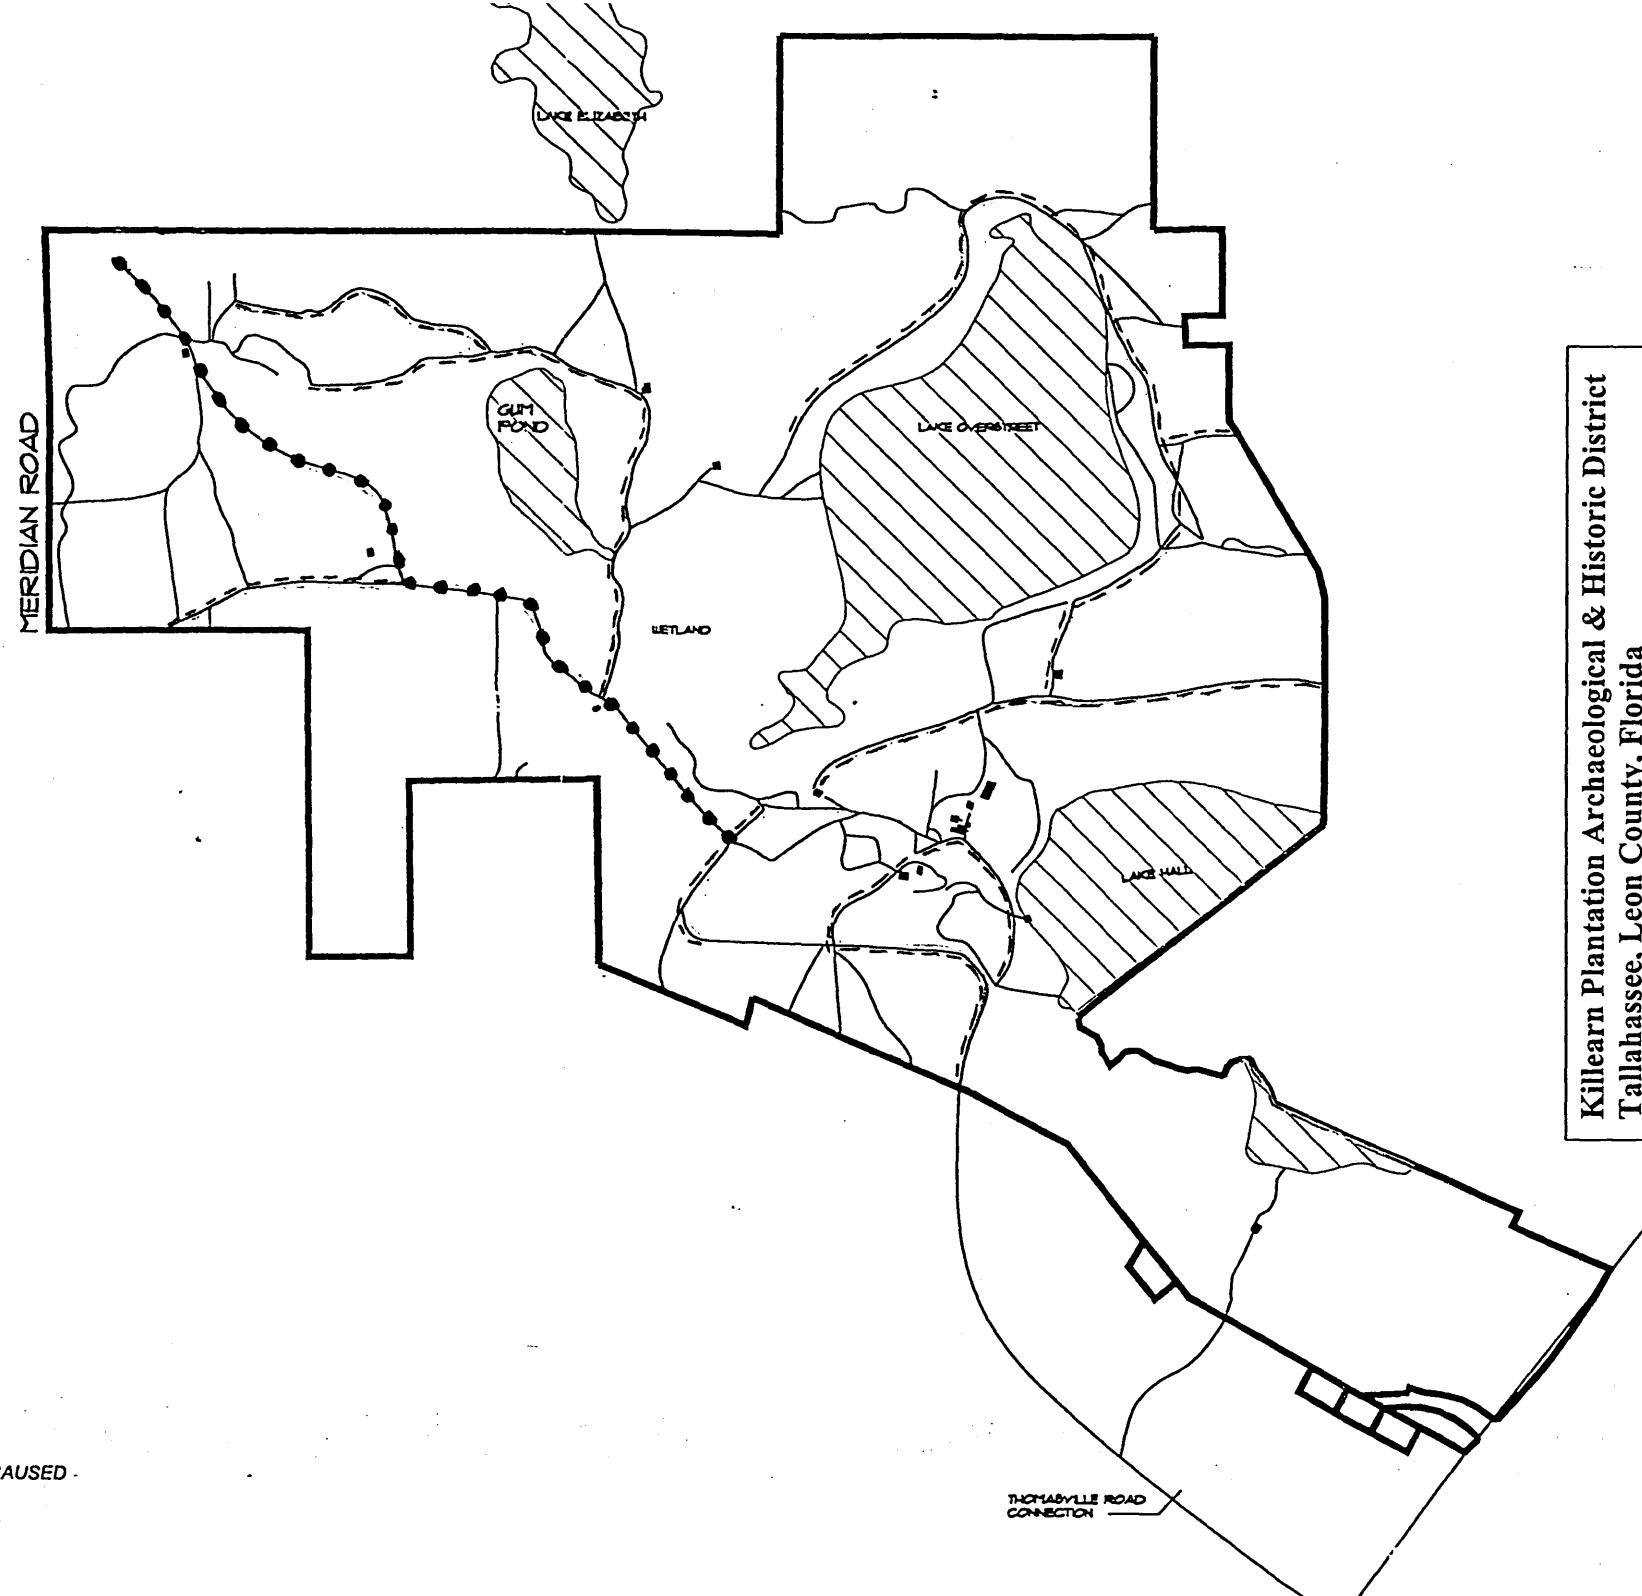 LAKE ELIZABETH
MERIDIAN ROAD
GUM
POND
LAKE OVERSTREET
WETLAND
LAKE HALL
Killearn Plantation Archaeological & Historic District
Tallahassee, Leon County, Florida
AUSED
THOMASVILLE ROAD
CONNECTION